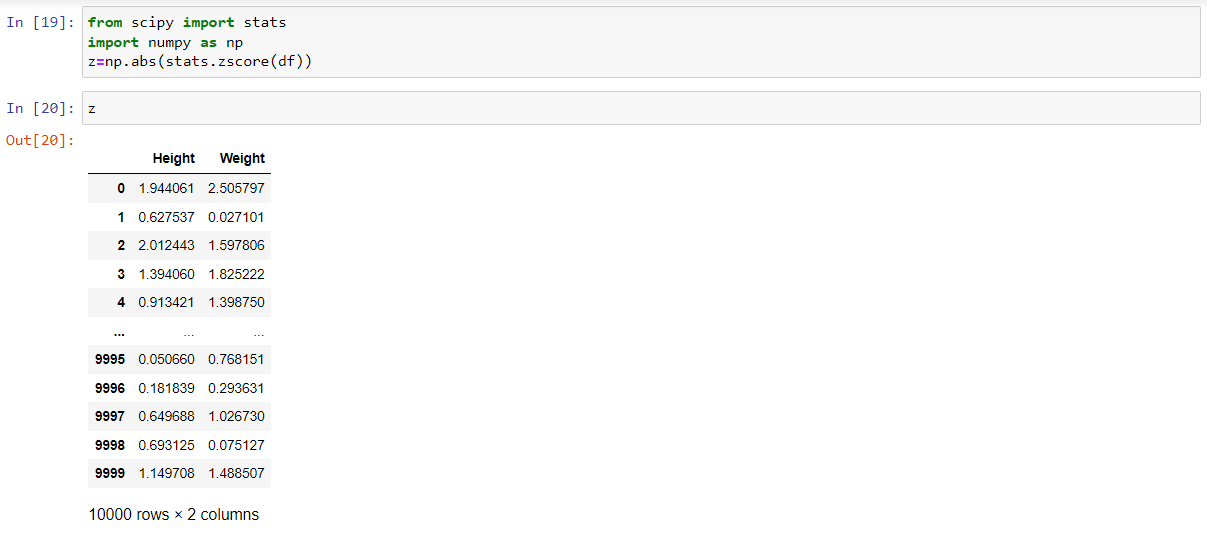 In [19]: from scipy import stats
import numpy as np
z=np.abs(stats.zscore(df))
In [20]: z
Out[20]:
Height Weight
0 1.944061 2.505797
1 0.627537 0.027101
2 2.012443 1.597806
3 1.394060 1.825222
4 0.913421 1.398750
... ... ...
9995 0.050660 0.768151
9996 0.181839 0.293631
9997 0.649688 1.026730
9998 0.693125 0.075127
9999 1.149708 1.488507
10000 rows × 2 columns